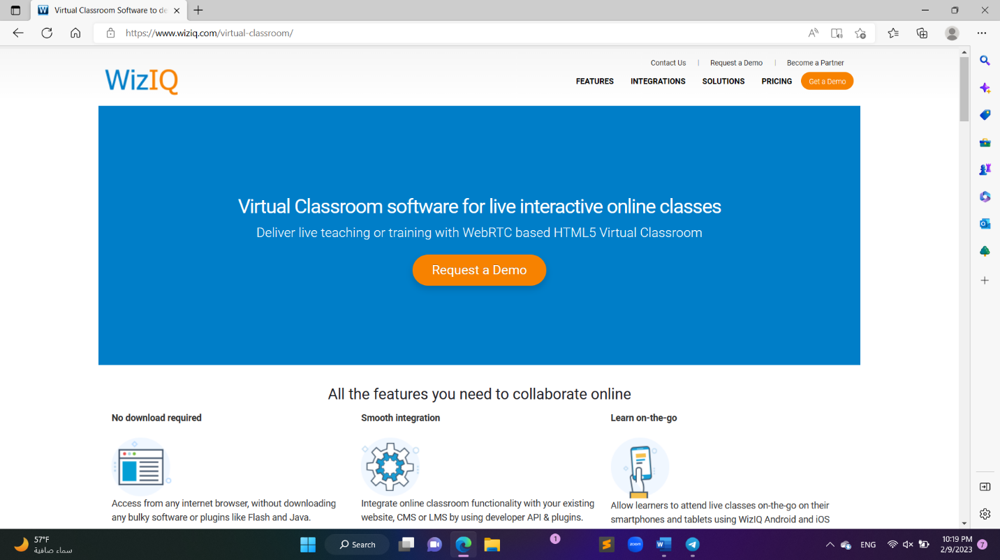 Virtual Classroom Software to de
https://www.wiziq.com/virtual-classroom/
Contact Us | Request a Demo | Become a Partner
WizIQ
FEATURES INTEGRATIONS SOLUTIONS PRICING Get a Demo
Virtual Classroom software for live interactive online classes
Deliver live teaching or training with WebRTC based HTML5 Virtual Classroom
Request a Demo
All the features you need to collaborate online
No download required
Access from any internet browser, without downloading
any bulky software or plugins like Flash and Java.
Smooth integration
Integrate online classroom functionality with your existing
website, CMS or LMS by using developer API & plugins.
Learn on-the-go
Allow learners to attend live classes on-the-go on their
smartphones and tablets using WizIQ Android and iOS
57°F
سماء صافية
Search
1
zoom
ENG
10:19 PM
2/9/2023
7